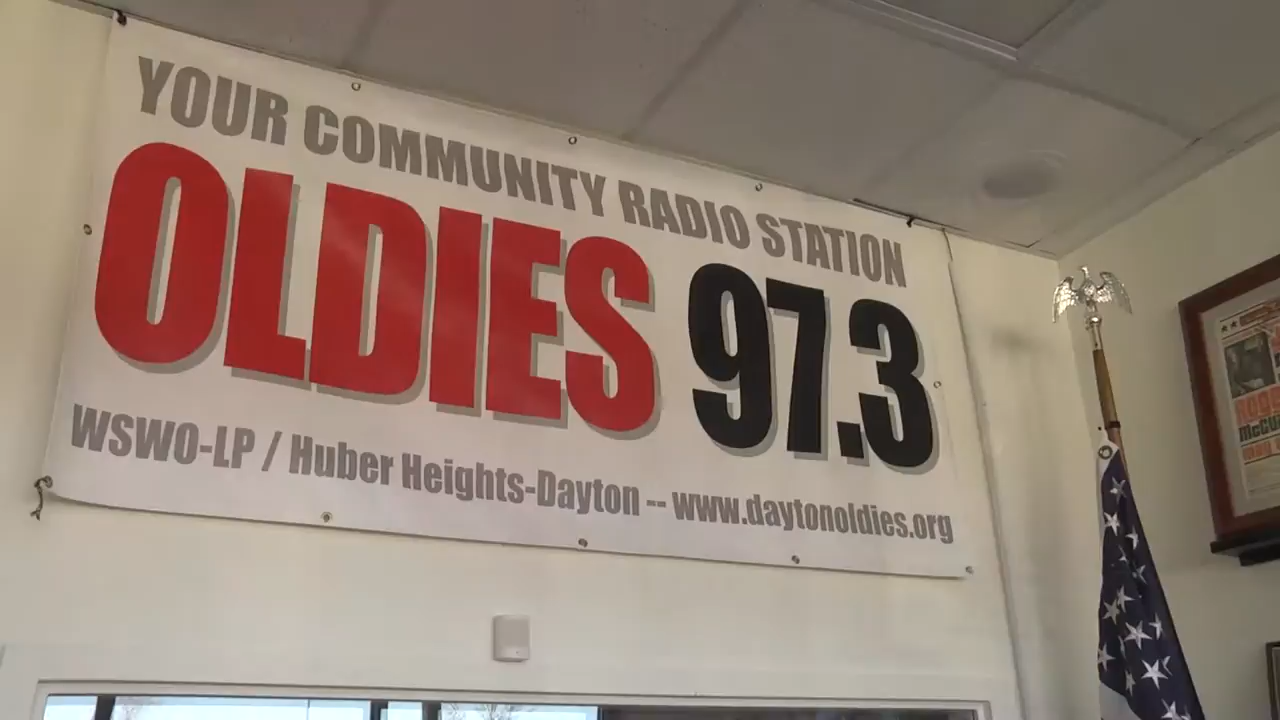 YOUR COMMUNITY RADIO STATION
OLDIES 97.3
WSWO-LP / Huber Heights-Dayton -- www.daytonoldies.org